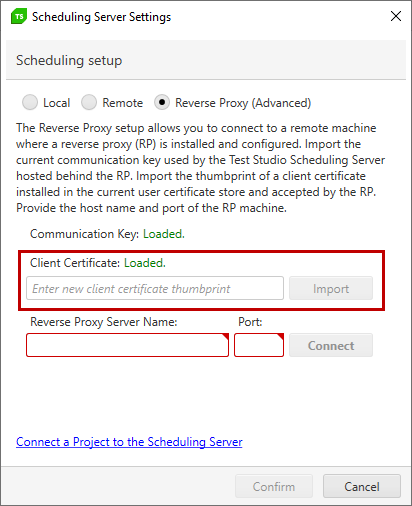 TS Scheduling Server Settings
Scheduling setup
Local Remote Reverse Proxy (Advanced)
The Reverse Proxy setup allows you to connect to a remote machine
where a reverse proxy (RP) is installed and configured. Import the
current communication key used by the Test Studio Scheduling Server
hosted behind the RP. Import the thumbprint of a client certificate
installed in the current user certificate store and accepted by the RP.
Provide the host name and port of the RP machine.
Communication Key: Loaded.
Client Certificate: Loaded.
Enter new client certificate thumbprint Import
Reverse Proxy Server Name: Port:
Connect
Connect a Project to the Scheduling Server
Confirm Cancel